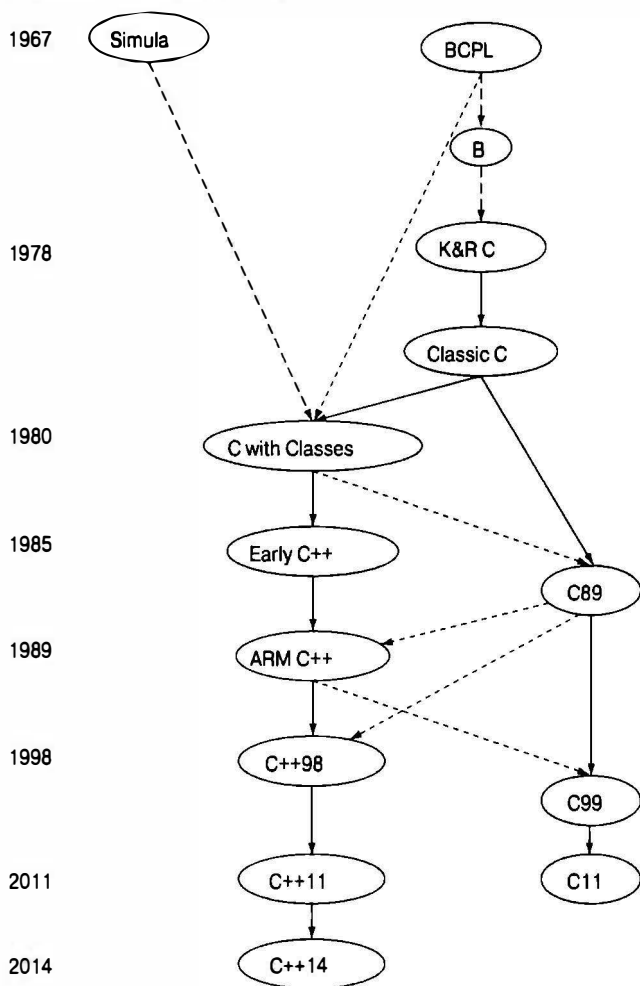 1967 Simula BCPL
B
1978 K&R C
Classic C
1980 C with Classes
1985 Early C++
C89
1989 ARM C++
1998 C++98
C99
2011 C++11 C11
2014 C++14